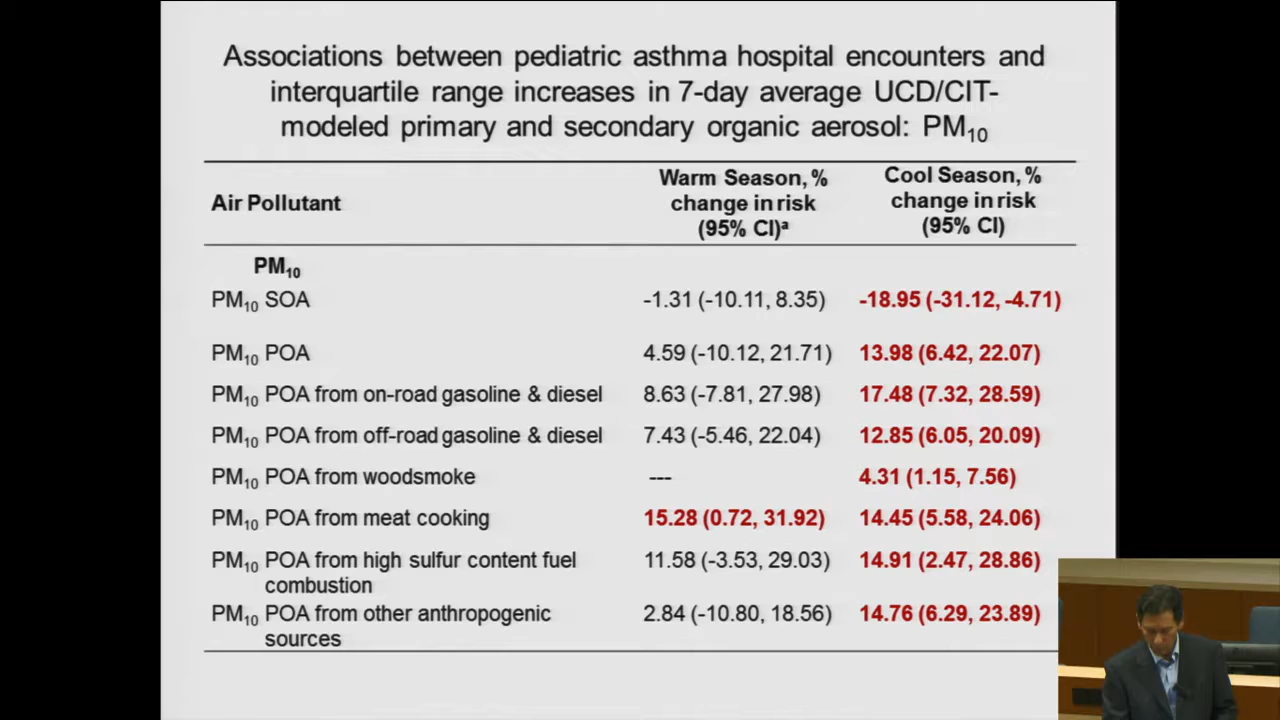 Associations between pediatric asthma hospital encounters and
interquartile range increases in 7-day average UCD/CIT-
modeled primary and secondary organic aerosol: PM10
Air Pollutant
Warm Season, %
change in risk
(95% CI)a
Cool Season, %
change in risk
(95% CI)
PM10
PM10 SOA -1.31 (-10.11, 8.35) -18.95 (-31.12, -4.71)
PM10 POA 4.59 (-10.12, 21.71) 13.98 (6.42, 22.07)
PM10 POA from on-road gasoline & diesel 8.63 (-7.81, 27.98) 17.48 (7.32, 28.59)
PM10 POA from off-road gasoline & diesel 7.43 (-5.46, 22.04) 12.85 (6.05, 20.09)
PM10 POA from woodsmoke --- 4.31 (1.15, 7.56)
PM10 POA from meat cooking 15.28 (0.72, 31.92) 14.45 (5.58, 24.06)
PM10 POA from high sulfur content fuel 11.58 (-3.53, 29.03) 14.91 (2.47, 28.86)
combustion
PM10 POA from other anthropogenic 2.84 (-10.80, 18.56) 14.76 (6.29, 23.89)
sources